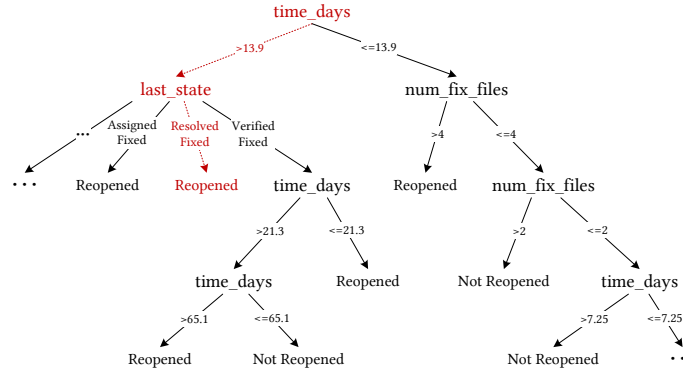 time_days
>13.9
<=13.9
last_state
num_fix_files
...
Assigned
Fixed
Resolved
Fixed
Verified
Fixed
>4
<=4
...
Reopened
Reopened
time_days
Reopened
num_fix_files
>21.3
<=21.3
>2
<=2
time_days
Reopened
Not Reopened
time_days
>65.1
<=65.1
>7.25
<=7.25
Reopened
Not Reopened
Not Reopened
..